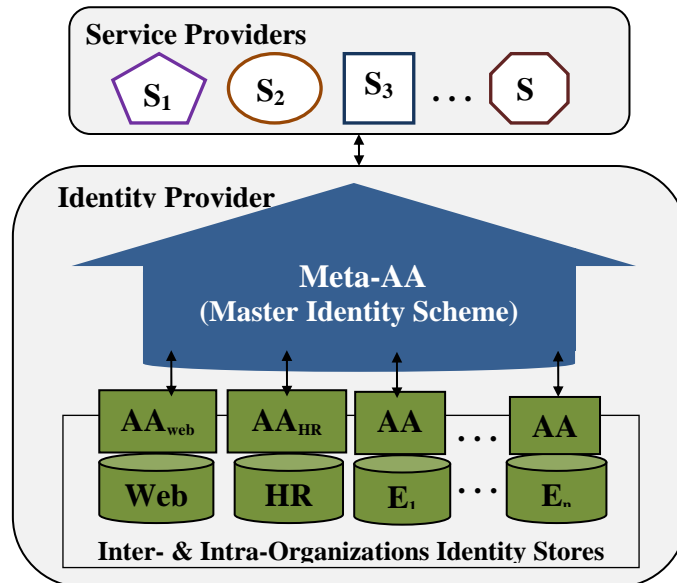 Service Providers
S1 S2 S3 ... S
Identity Provider
Meta-AA
(Master Identity Scheme)
AAweb AAHR AA ... AA
Web HR E1 ... En
Inter- & Intra-Organizations Identity Stores